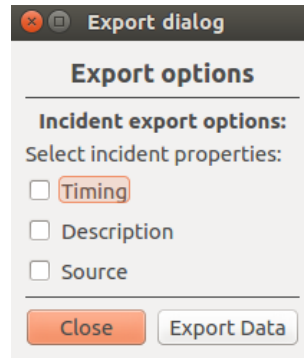 Export dialog
Export options
Incident export options:
Select incident properties:
Timing
Description
Source
Close Export Data